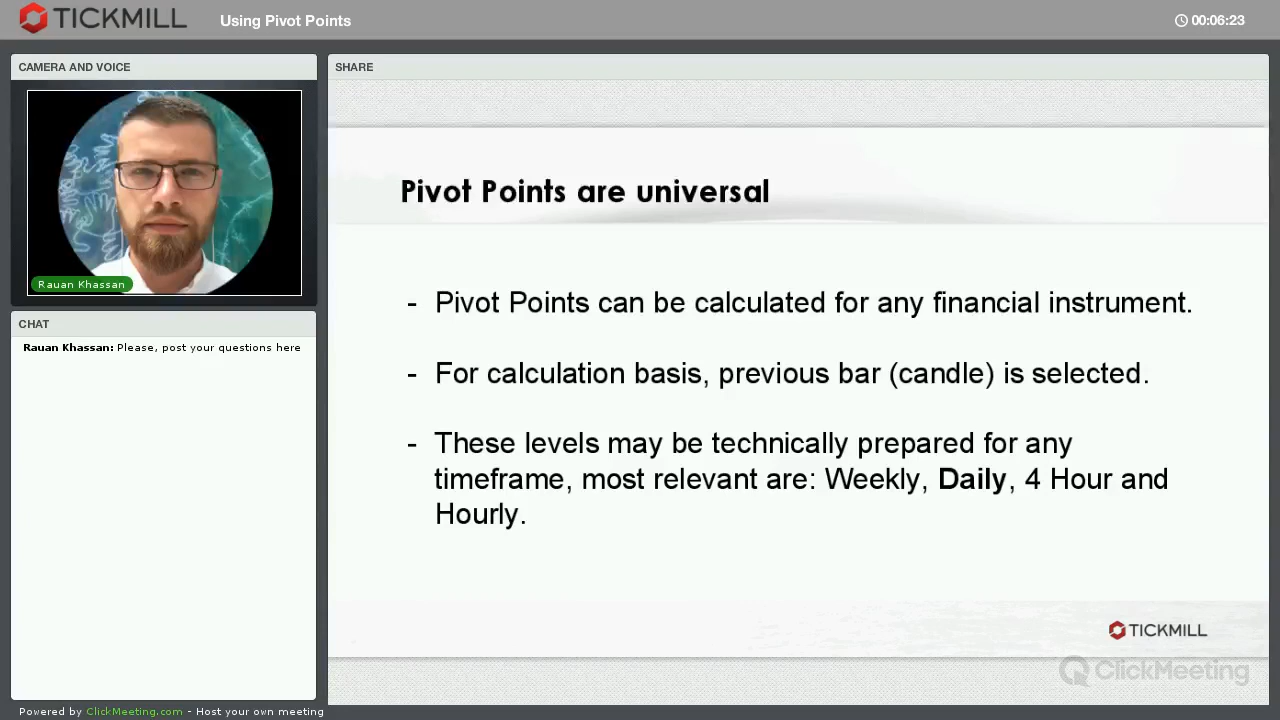 TICKMILL
Using Pivot Points
00:06:23
CAMERA AND VOICE
Rauan Khassan
CHAT
Rauan Khassan: Please, post your questions here
SHARE
Pivot Points are universal
- Pivot Points can be calculated for any financial instrument.
- For calculation basis, previous bar (candle) is selected.
- These levels may be technically prepared for any
timeframe, most relevant are: Weekly, Daily, 4 Hour and
Hourly.
TICKMILL
ClickMeeting
Powered by ClickMeeting.com - Host your own meeting